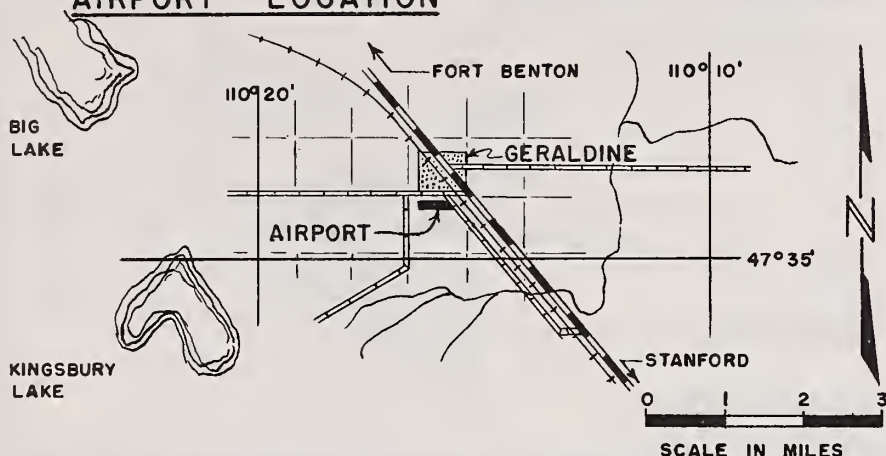 AIRPORT LOCATION
FORT BENTON
110° 20'
110° 10'
BIG
LAKE
GERALDINE
AIRPORT
N
47° 35'
KINGSBURY
LAKE
STANFORD
0 1 2 3
SCALE IN MILES